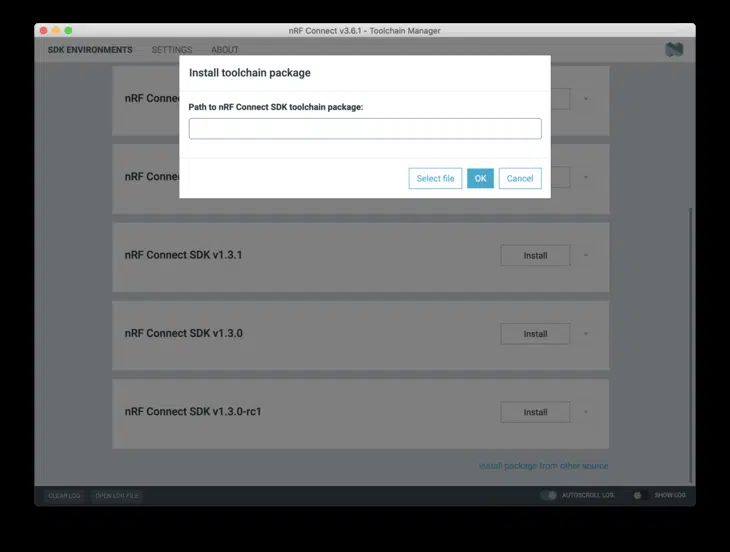 nRF Connect v3.6.1 - Toolchain Manager
SDK ENVIRONMENTS SETTINGS ABOUT
Install toolchain package
nRF Conne
Path to nRF Connect SDK toolchain package:
nRF Conne
Select file OK Cancel
nRF Connect SDK v1.3.1 Install
nRF Connect SDK v1.3.0 Install
nRF Connect SDK v1.3.0-rc1 Install
Install package from other source
CLEAR LOG OPEN LOG FILE AUTOSCROLL LOG SHOW LOG